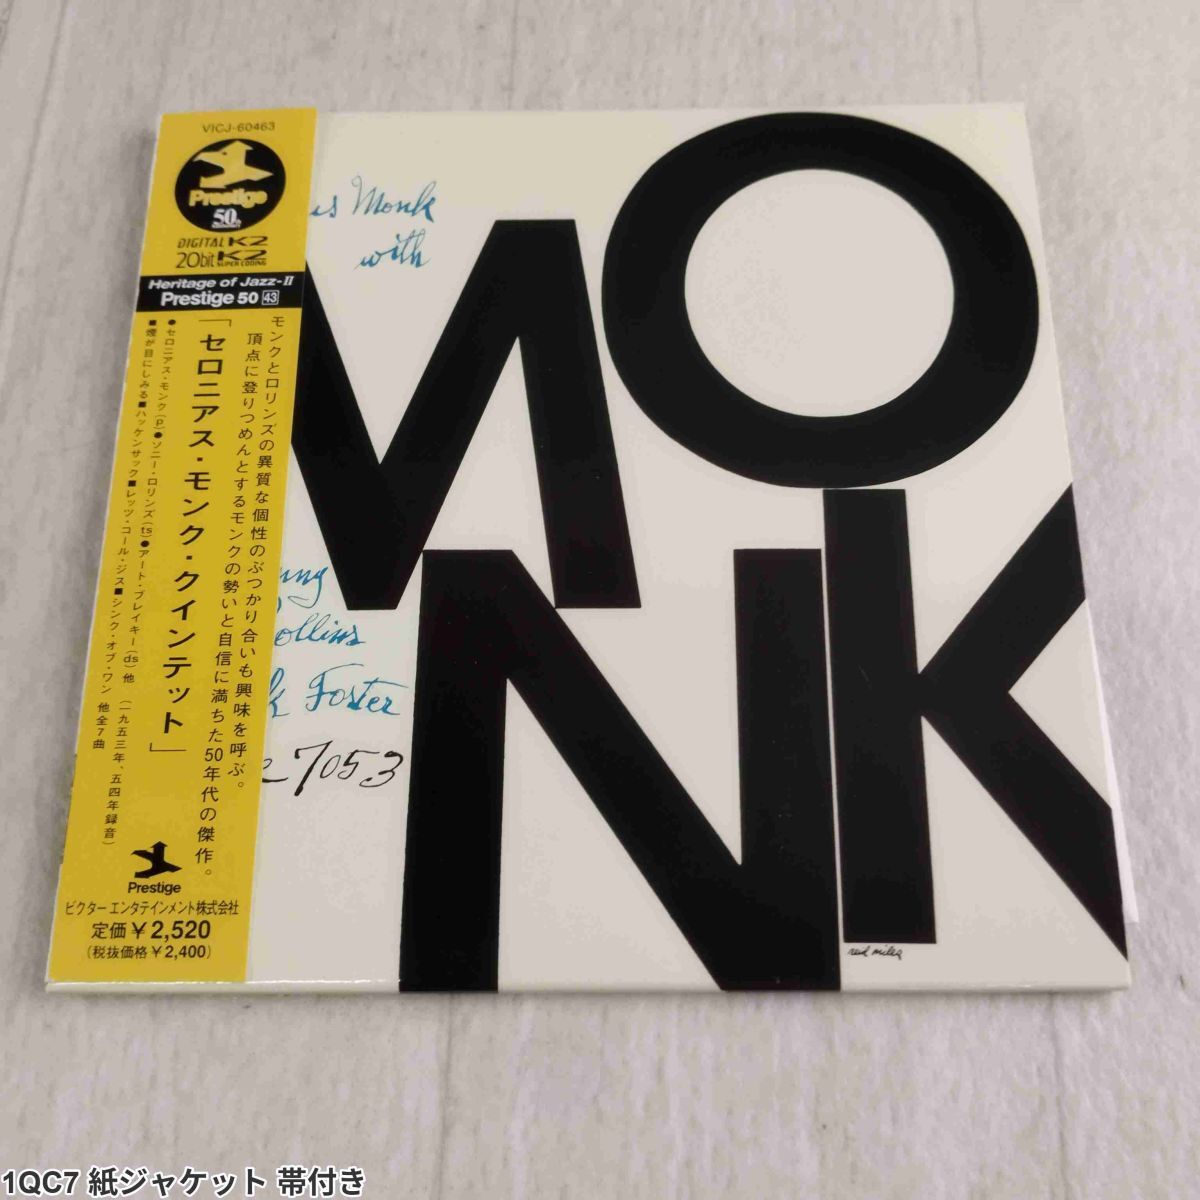 VICJ-60463
Prestige
50th
DIGITAL K2
20bit K2
SUPER CODING
Heritage of Jazz-II
Prestige 50 43
モンクとロリンズの異質な個性のぶつかり合いも興味を呼ぶ。
頂点に登りつめんとするモンクの勢いと自信に満ちた50年代の傑作。
「セロニアス・モンク・クインテット」
●セロニアス・モンク(p)●ソニー・ロリンズ(ts)●アート・ブレイキー(ds)他 (一九五三年、五四年録音)
■煙が目にしみる■ハッケンサック■レッツ・コール・ジス■シンク・オブ・ワン 他全7曲
Prestige
ビクターエンタテインメント株式会社
定価￥2,520
(税抜価格￥2,400)
us Monk
with
MONK
ung
ollins
k Foster
e 7053
reid miles
1QC7 紙ジャケット 帯付き